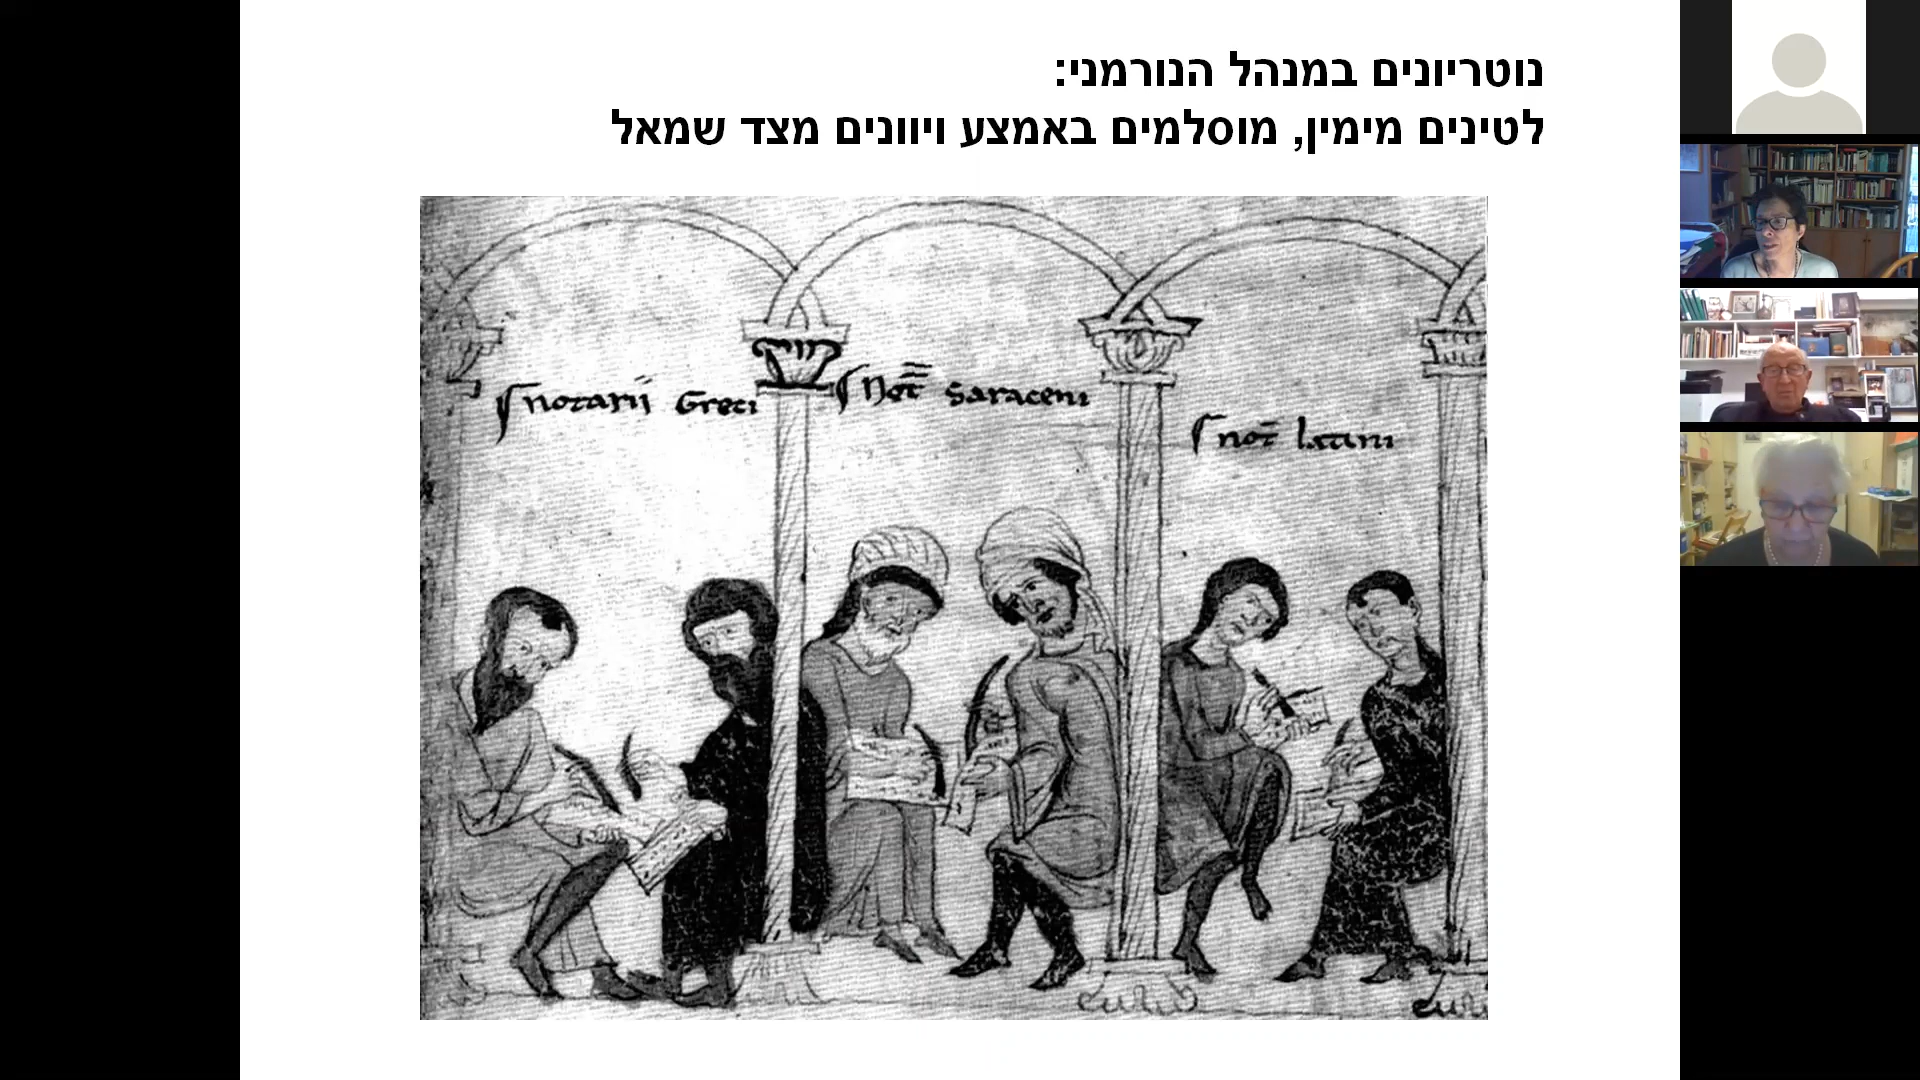 נוטריונים במנהל הנורמני:
לטינים מימין, מוסלמים באמצע ויוונים מצד שמאל
notarii Greci
Not Saraceni
not latini